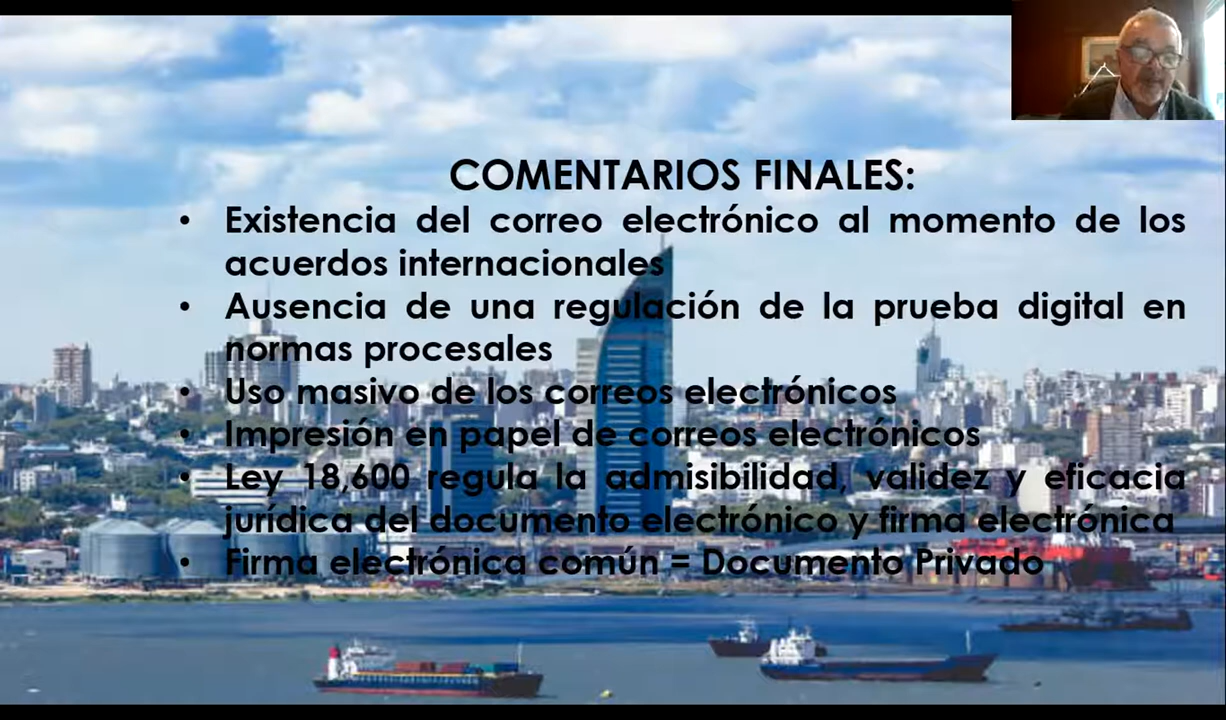 COMENTARIOS FINALES:
• Existencia del correo electrónico al momento de los
acuerdos internacionales
• Ausencia de una regulación de la prueba digital en
normas procesales
• Uso masivo de los correos electrónicos
• Impresión en papel de correos electrónicos
• Ley 18,600 regula la admisibilidad, validez y eficacia
jurídica del documento electrónico y firma electrónica
• Firma electrónica común = Documento Privado